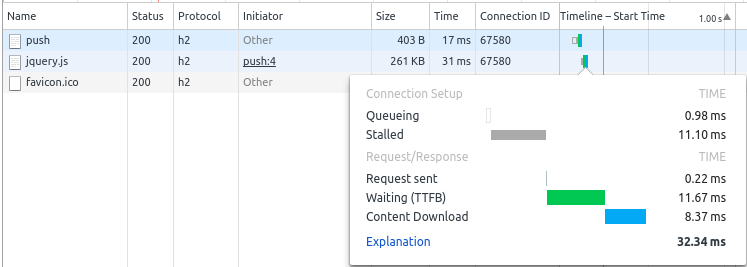 Name Status Protocol Initiator Size Time Connection ID Timeline – Start Time 1.00 s▲
push 200 h2 Other 403 B 17 ms 67580
jquery.js 200 h2 push:4 261 KB 31 ms 67580
favicon.ico 200 h2 Other
Connection Setup TIME
Queueing 0.98 ms
Stalled 11.10 ms
Request/Response TIME
Request sent 0.22 ms
Waiting (TTFB) 11.67 ms
Content Download 8.37 ms
Explanation 32.34 ms